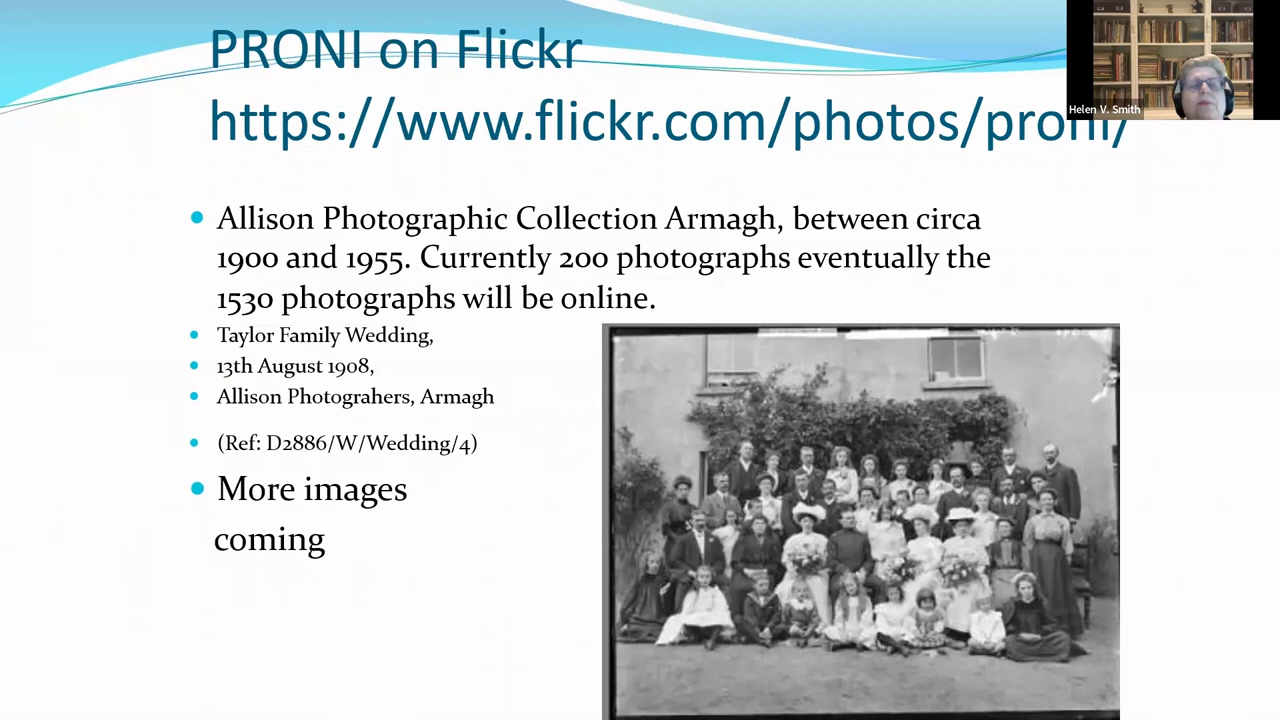 PRONI on Flickr
https://www.flickr.com/photos/proni/
Helen V. Smith
Allison Photographic Collection Armagh, between circa
1900 and 1955. Currently 200 photographs eventually the
1530 photographs will be online.
Taylor Family Wedding,
13th August 1908,
Allison Photograhers, Armagh
(Ref: D2886/W/Wedding/4)
More images
coming